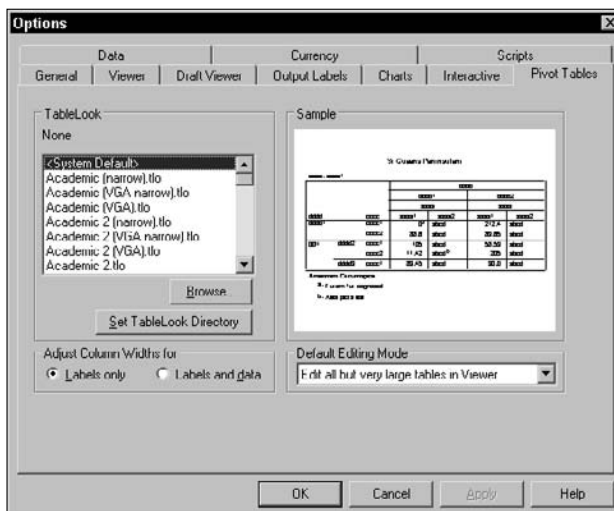 Options
Data
Currency
Scripts
General
Viewer
Draft Viewer
Output Labels
Charts
Interactive
Pivot Tables
TableLook
None
<System Default>
Academic (narrow).tlo
Academic (VGA narrow).tlo
Academic (VGA).tlo
Academic 2 (narrow).tlo
Academic 2 (VGA narrow).tlo
Academic 2 (VGA).tlo
Academic 2.tlo
Browse
Set TableLook Directory
Sample
Adjust Column Widths for
Labels only
Labels and data
Default Editing Mode
Edit all but very large tables in Viewer
OK
Cancel
Apply
Help